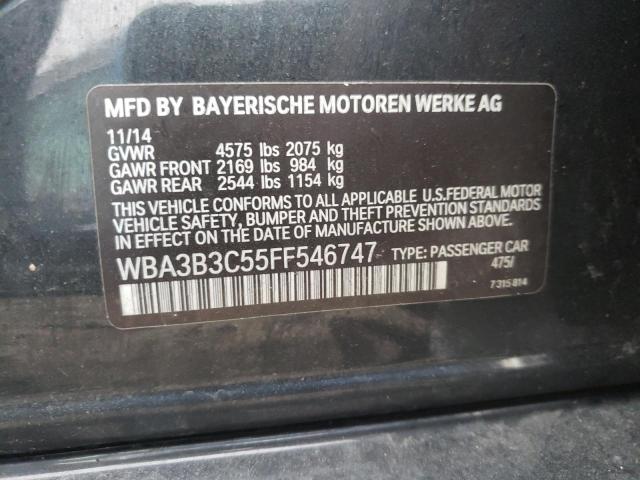 MFD BY BAYERISCHE MOTOREN WERKE AG
11/14
GVWR 4575 lbs 2075 kg
GAWR FRONT 2169 lbs 984 kg
GAWR REAR 2544 lbs 1154 kg
THIS VEHICLE CONFORMS TO ALL APPLICABLE U.S.FEDERAL MOTOR
VEHICLE SAFETY, BUMPER AND THEFT PREVENTION STANDARDS
IN EFFECT ON THE DATE OF MANUFACTURE SHOWN ABOVE.
WBA3B3C55FF546747 TYPE: PASSENGER CAR
475/
7315814